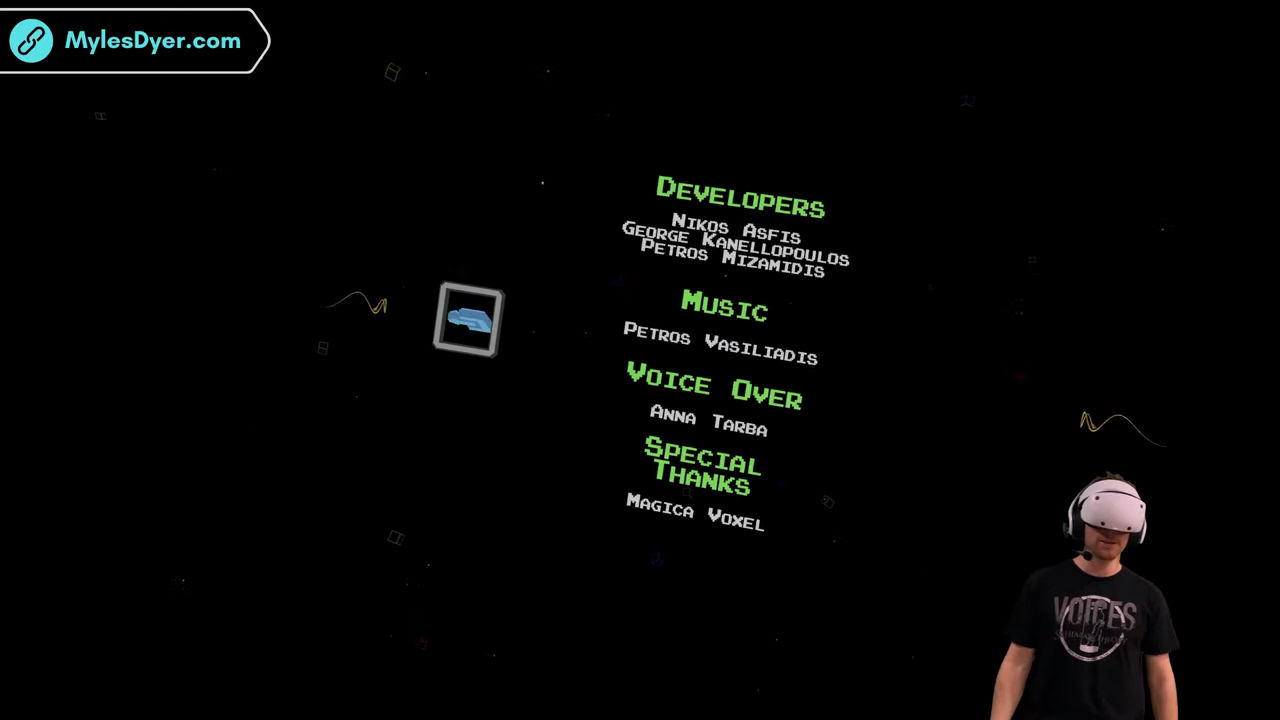 MylesDyer.com
Developers
Nikos Asfis
George Kanellopoulos
Petros Mizamidis
Music
Petros Vasiliadis
Voice Over
Anna Tarba
Special
Thanks
Magica Voxel
VOICES